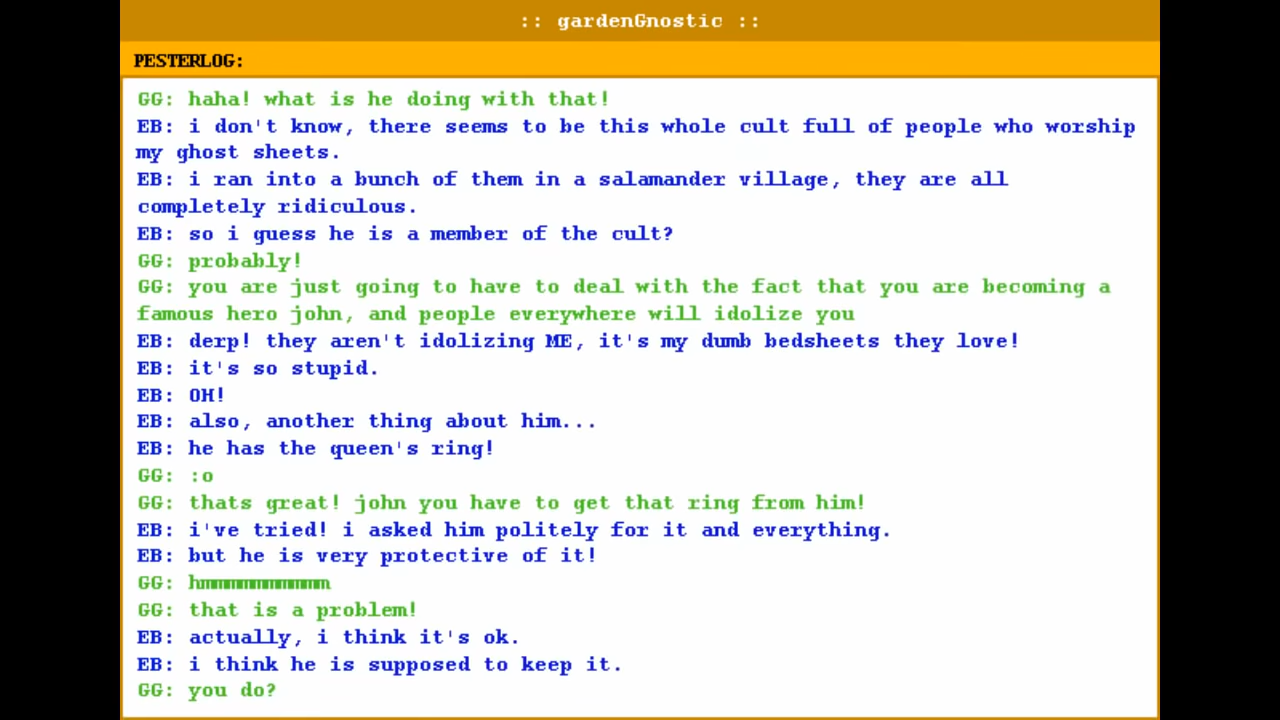 :: gardenGnostic ::
PESTERLOG:
GG: haha! what is he doing with that!
EB: i don't know, there seems to be this whole cult full of people who worship
my ghost sheets.
EB: i ran into a bunch of them in a salamander village, they are all
completely ridiculous.
EB: so i guess he is a member of the cult?
GG: probably!
GG: you are just going to have to deal with the fact that you are becoming a
famous hero john, and people everywhere will idolize you
EB: derp! they aren't idolizing ME, it's my dumb bedsheets they love!
EB: it's so stupid.
EB: OH!
EB: also, another thing about him...
EB: he has the queen's ring!
GG: :o
GG: thats great! john you have to get that ring from him!
EB: i've tried! i asked him politely for it and everything.
EB: but he is very protective of it!
GG: hmmmmmmmmmmm
GG: that is a problem!
EB: actually, i think it's ok.
EB: i think he is supposed to keep it.
GG: you do?